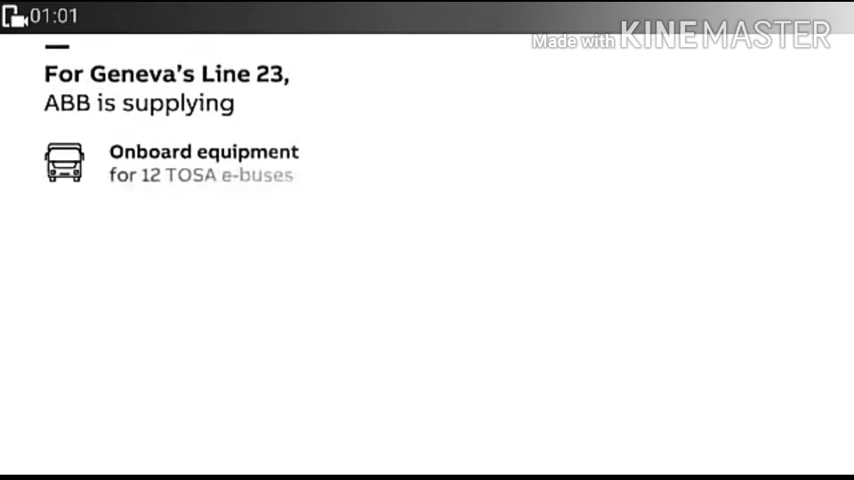 01:01
Made with KINEMASTER
For Geneva's Line 23,
ABB is supplying
Onboard equipment
for 12 TOSA e-buses